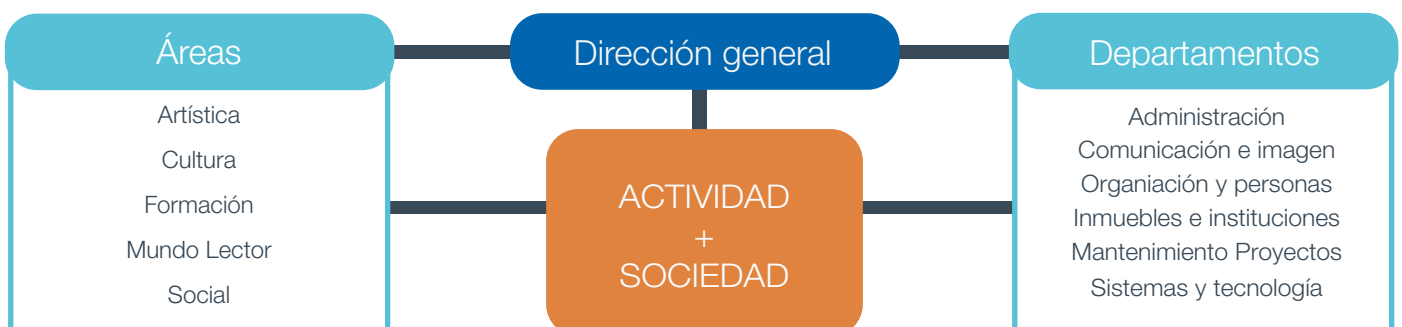 Áreas
Artística
Cultura
Formación
Mundo Lector
Social
Dirección general
ACTIVIDAD
+
SOCIEDAD
Departamentos
Administración
Comunicación e imagen
Organiación y personas
Inmuebles e instituciones
Mantenimiento Proyectos
Sistemas y tecnología